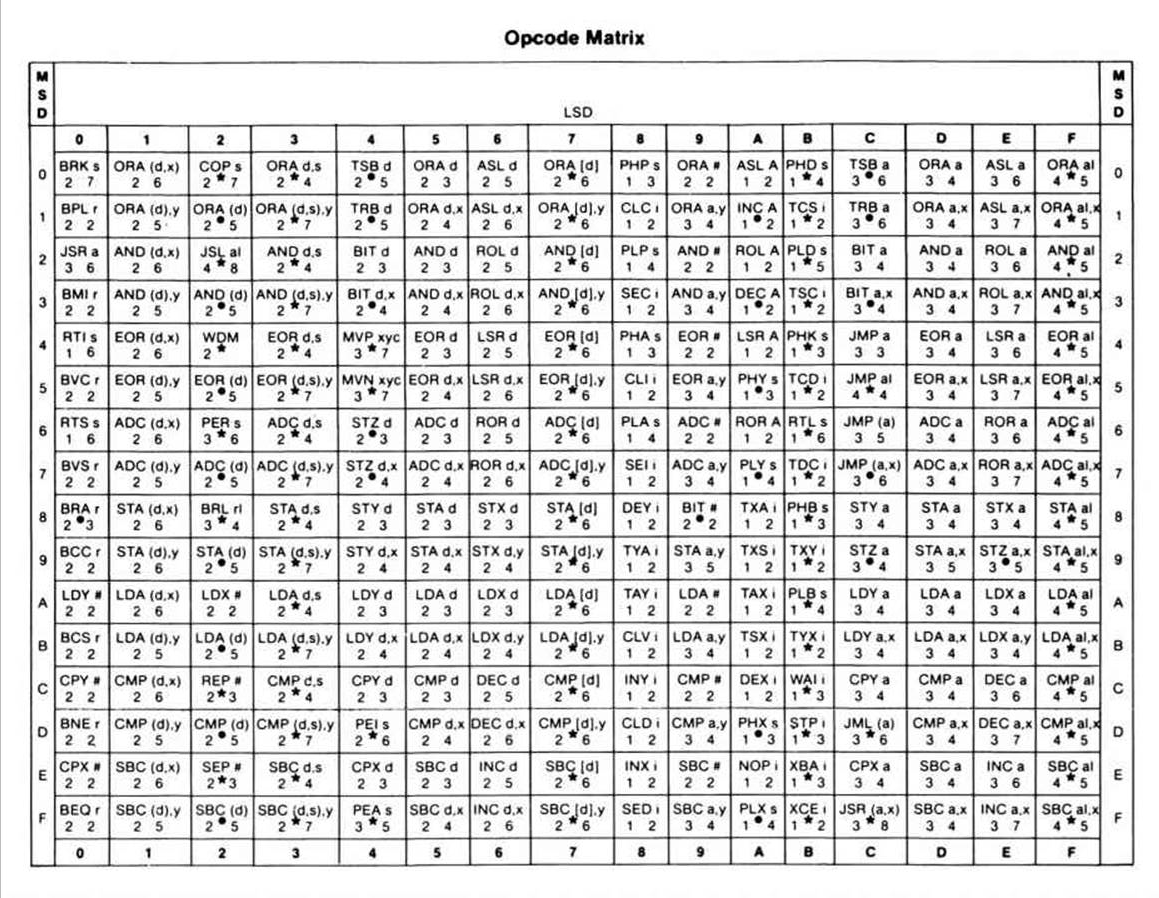 Opcode Matrix
M S D LSD M S D
0 1 2 3 4 5 6 7 8 9 A B C D E F
0 BRK s ORA (d,x) COP s ORA d,s TSB d ORA d ASL d ORA [d] PHP s ORA # ASL A PHD s TSB a ORA a ASL a ORA al 0
2 7 2 6 2 ★ 7 2 ★ 4 2 ● 5 2 3 2 5 2 ★ 6 1 3 2 2 1 2 1 ★ 4 3 ● 6 3 4 3 6 4 ★ 5
1 BPL r ORA (d),y ORA (d) ORA (d,s),y TRB d ORA d,x ASL d,x ORA [d],y CLC i ORA a,y INC A TCS i TRB a ORA a,x ASL a,x ORA al,x 1
2 2 2 5 2 ● 5 2 ★ 7 2 ● 5 2 4 2 6 2 ★ 6 1 2 3 4 1 ● 2 1 ★ 2 3 ● 6 3 4 3 7 4 ★ 5
2 JSR a AND (d,x) JSL al AND d,s BIT d AND d ROL d AND [d] PLP s AND # ROL A PLD s BIT a AND a ROL a AND al 2
3 6 2 6 4 ★ 8 2 ★ 4 2 3 2 3 2 5 2 ★ 6 1 4 2 2 1 2 1 ★ 5 3 4 3 4 3 6 4 ★ 5
3 BMI r AND (d),y AND (d) AND (d,s),y BIT d,x AND d,x ROL d,x AND [d],y SEC i AND a,y DEC A TSC i BIT a,x AND a,x ROL a,x AND al,x 3
2 2 2 5 2 ● 5 2 ★ 7 2 ● 4 2 4 2 6 2 ★ 6 1 2 3 4 1 ● 2 1 ★ 2 3 ● 4 3 4 3 7 4 ★ 5
4 RTI s EOR (d,x) WDM EOR d,s MVP xyc EOR d LSR d EOR [d] PHA s EOR # LSR A PHK s JMP a EOR a LSR a EOR al 4
1 6 2 6 2 ★ 2 ★ 4 3 ★ 7 2 3 2 5 2 ★ 6 1 3 2 2 1 2 1 ★ 3 3 3 3 4 3 6 4 ★ 5
5 BVC r EOR (d),y EOR (d) EOR (d,s),y MVN xyc EOR d,x LSR d,x EOR [d],y CLI i EOR a,y PHY s TCD i JMP al EOR a,x LSR a,x EOR al,x 5
2 2 2 5 2 ● 5 2 ★ 7 3 ★ 7 2 4 2 6 2 ★ 6 1 2 3 4 1 ● 3 1 ★ 2 4 ★ 4 3 4 3 7 4 ★ 5
6 RTS s ADC (d,x) PER s ADC d,s STZ d ADC d ROR d ADC [d] PLA s ADC # ROR A RTL s JMP (a) ADC a ROR a ADC al 6
1 6 2 6 3 ★ 6 2 ★ 4 2 ● 3 2 3 2 5 2 ★ 6 1 4 2 2 1 2 1 ★ 6 3 5 3 4 3 6 4 ★ 5
7 BVS r ADC (d),y ADC (d) ADC (d,s),y STZ d,x ADC d,x ROR d,x ADC [d],y SEI i ADC a,y PLY s TDC i JMP (a,x) ADC a,x ROR a,x ADC al,x 7
2 2 2 5 2 ● 5 2 ★ 7 2 ● 4 2 4 2 6 2 ★ 6 1 2 3 4 1 ● 4 1 ★ 2 3 ● 6 3 4 3 7 4 ★ 5
8 BRA r STA (d,x) BRL rl STA d,s STY d STA d STX d STA [d] DEY i BIT # TXA i PHB s STY a STA a STX a STA al 8
2 ● 3 2 6 3 ★ 4 2 ★ 4 2 3 2 3 2 3 2 ★ 6 1 2 2 ● 2 1 2 1 ★ 3 3 4 3 4 3 4 4 ★ 5
9 BCC r STA (d),y STA (d) STA (d,s),y STY d,x STA d,x STX d,y STA [d],y TYA i STA a,y TXS i TXY i STZ a STA a,x STZ a,x STA al,x 9
2 2 2 6 2 ● 5 2 ★ 7 2 4 2 4 2 4 2 ★ 6 1 2 3 5 1 2 1 ★ 2 3 ● 4 3 5 3 ● 5 4 ★ 5
A LDY # LDA (d,x) LDX # LDA d,s LDY d LDA d LDX d LDA [d] TAY i LDA # TAX i PLB s LDY a LDA a LDX a LDA al A
2 2 2 6 2 2 2 ★ 4 2 3 2 3 2 3 2 ★ 6 1 2 2 2 1 2 1 ★ 4 3 4 3 4 3 4 4 ★ 5
B BCS r LDA (d),y LDA (d) LDA (d,s),y LDY d,x LDA d,x LDX d,y LDA [d],y CLV i LDA a,y TSX i TYX i LDY a,x LDA a,x LDX a,y LDA al,x B
2 2 2 5 2 ● 5 2 ★ 7 2 4 2 4 2 4 2 ★ 6 1 2 3 4 1 2 1 ★ 2 3 4 3 4 3 4 4 ★ 5
C CPY # CMP (d,x) REP # CMP d,s CPY d CMP d DEC d CMP [d] INY i CMP # DEX i WAI i CPY a CMP a DEC a CMP al C
2 2 2 6 2 ★ 3 2 ★ 4 2 3 2 3 2 5 2 ★ 6 1 2 2 2 1 2 1 ★ 3 3 4 3 4 3 6 4 ★ 5
D BNE r CMP (d),y CMP (d) CMP (d,s),y PEI s CMP d,x DEC d,x CMP [d],y CLD i CMP a,y PHX s STP i JML (a) CMP a,x DEC a,x CMP al,x D
2 2 2 5 2 ● 5 2 ★ 7 2 ★ 6 2 4 2 6 2 ★ 6 1 2 3 4 1 ● 3 1 ★ 3 3 ★ 6 3 4 3 7 4 ★ 5
E CPX # SBC (d,x) SEP # SBC d,s CPX d SBC d INC d SBC [d] INX i SBC # NOP i XBA i CPX a SBC a INC a SBC al E
2 2 2 6 2 ★ 3 2 ★ 4 2 3 2 3 2 5 2 ★ 6 1 2 2 2 1 2 1 ★ 3 3 4 3 4 3 6 4 ★ 5
F BEQ r SBC (d),y SBC (d) SBC (d,s),y PEA s SBC d,x INC d,x SBC [d],y SED i SBC a,y PLX s XCE i JSR (a,x) SBC a,x INC a,x SBC al,x F
2 2 2 5 2 ● 5 2 ★ 7 3 ★ 5 2 4 2 6 2 ★ 6 1 2 3 4 1 ● 4 1 ★ 2 3 ★ 8 3 4 3 7 4 ★ 5
0 1 2 3 4 5 6 7 8 9 A B C D E F